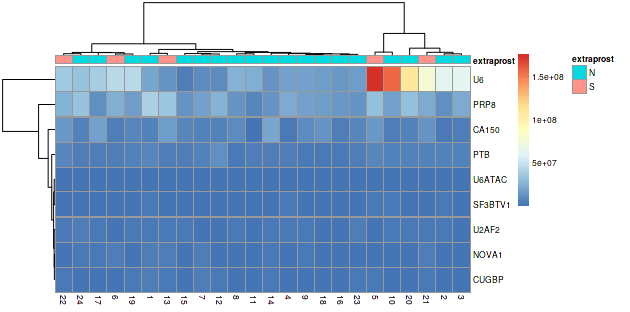 extraprost
U6
PRP8
CA150
PTB
U6ATAC
SF3BTV1
U2AF2
NOVA1
CUGBP
22 24 17 6 19 1 13 15 7 12 8 11 14 4 9 18 16 23 5 10 20 21 2 3
1.5e+08
1e+08
5e+07
extraprost
N
S